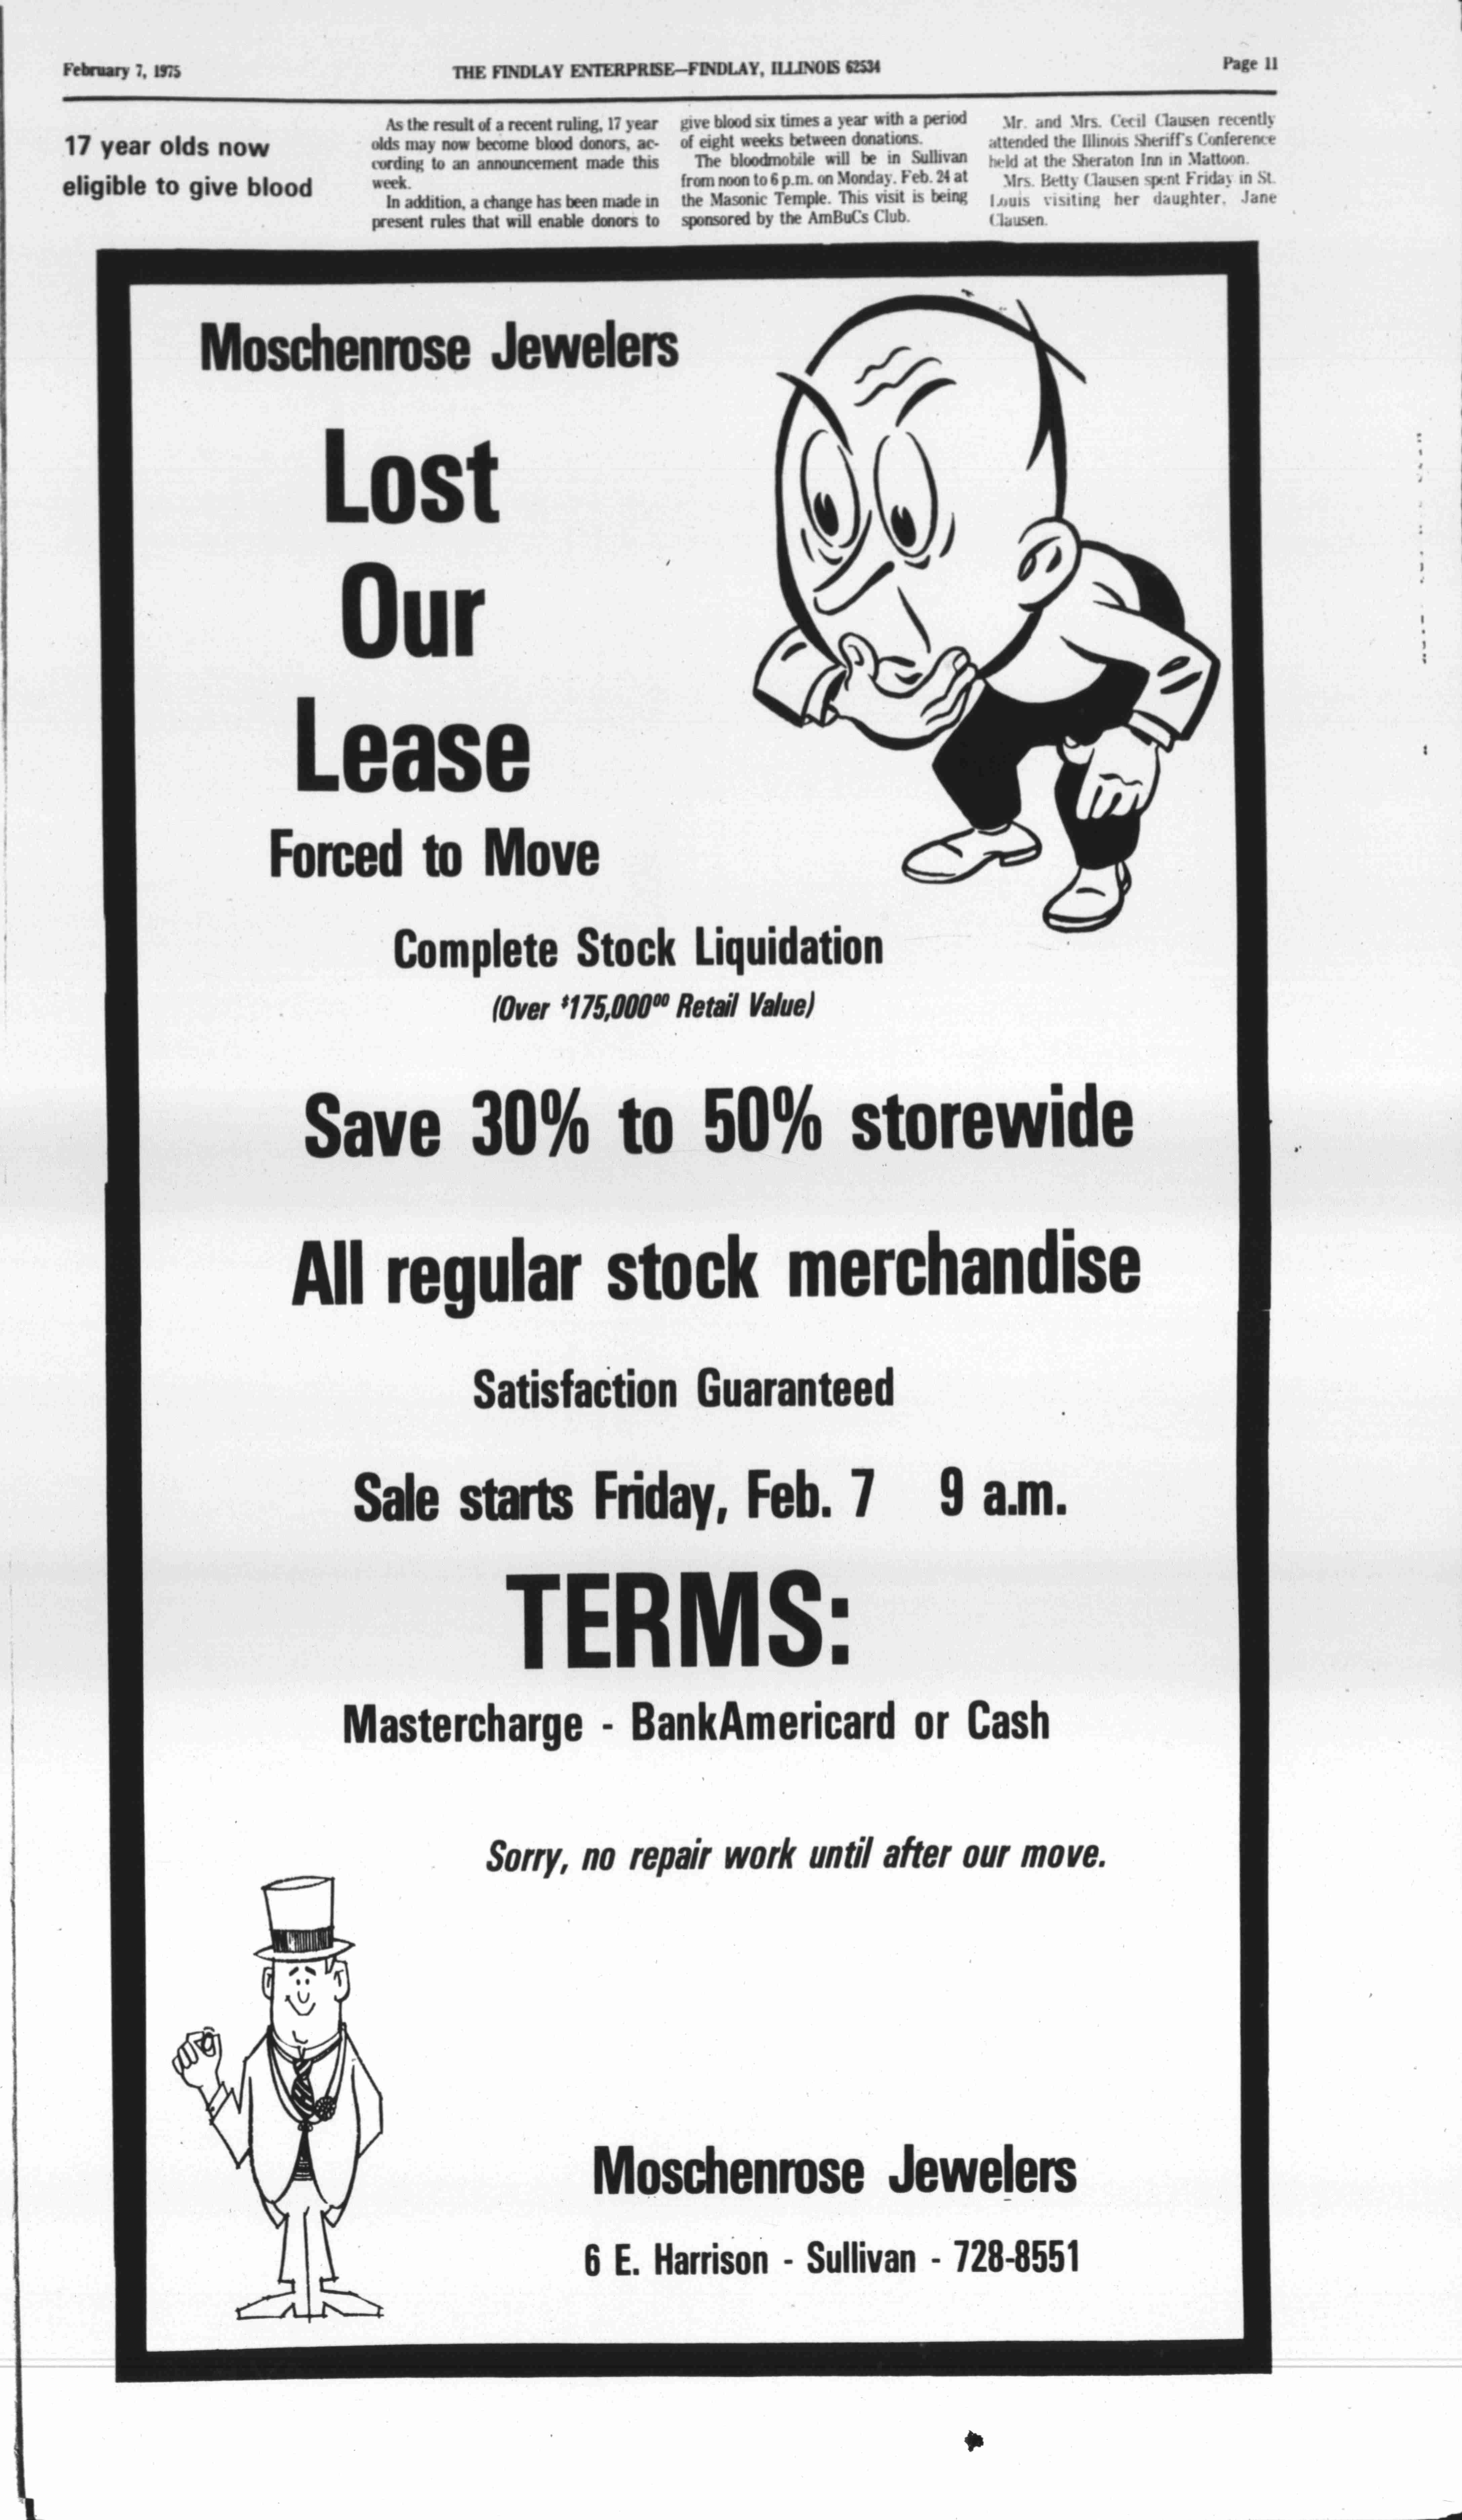 February 7, 1975
THE FINDLAY ENTERPRISE—FINDLAY, ILLINOIS 62534
Page 11
17 year olds now
eligible to give blood
As the result of a recent ruling, 17 year
olds may now become blood donors, ac-
cording to an announcement made this
week.
In addition, a change has been made in
present rules that will enable donors to
give blood six times a year with a period
of eight weeks between donations.
The bloodmobile will be in Sullivan
from noon to 6 p.m. on Monday, Feb. 24 at
the Masonic Temple. This visit is being
sponsored by the AmBuCs Club.
Mr. and Mrs. Cecil Clausen recently
attended the Illinois Sheriff's Conference
held at the Sheraton Inn in Mattoon.
Mrs. Betty Clausen spent Friday in St.
Louis visiting her daughter, Jane
Clausen.
Moschenrose Jewelers
Lost
Our
Lease
Forced to Move
Complete Stock Liquidation
(Over $175,000⁰⁰ Retail Value)
Save 30% to 50% storewide
All regular stock merchandise
Satisfaction Guaranteed
Sale starts Friday, Feb. 7 9 a.m.
TERMS:
Mastercharge - BankAmericard or Cash
Sorry, no repair work until after our move.
Moschenrose Jewelers
6 E. Harrison - Sullivan - 728-8551